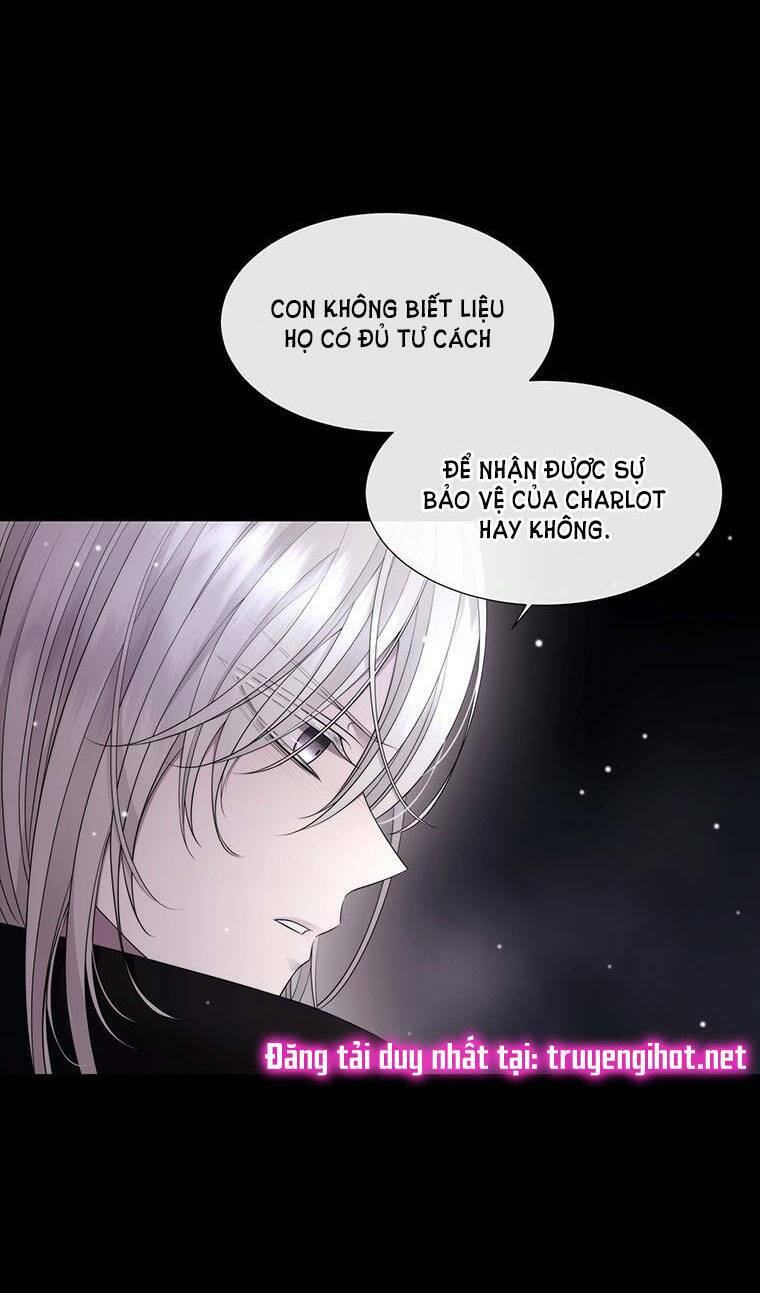 CON KHÔNG BIẾT LIỆU
HỌ CÓ ĐỦ TƯ CÁCH
ĐỂ NHẬN ĐƯỢC SỰ
BẢO VỆ CỦA CHARLOT
HAY KHÔNG.
Đăng tải duy nhất tại: truyengihot.net